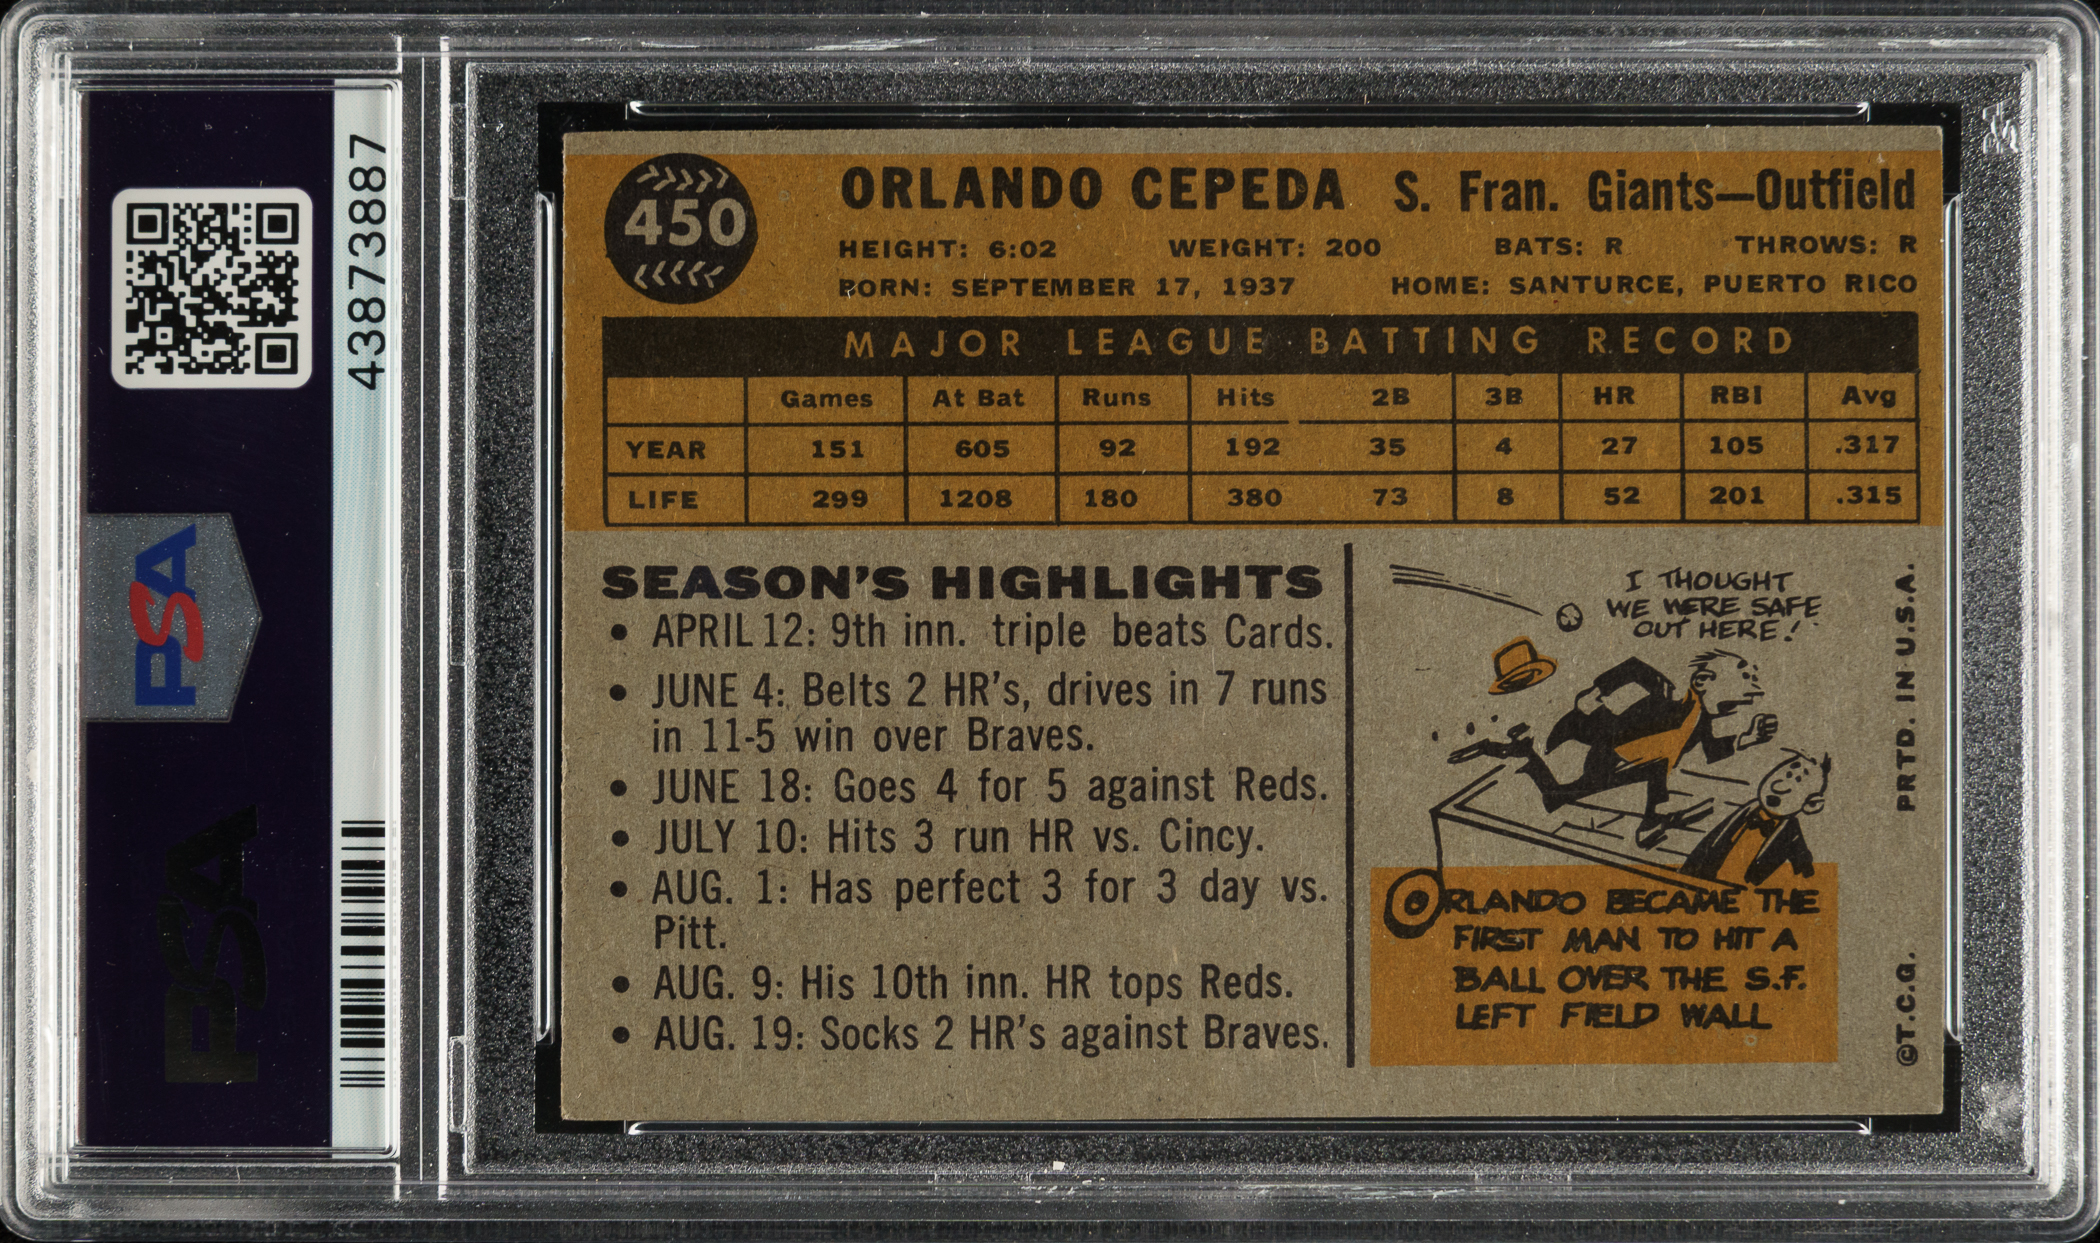 43873887
PSA
PSA
450
ORLANDO CEPEDA S. Fran. Giants—Outfield
HEIGHT: 6:02 WEIGHT: 200 BATS: R THROWS: R
BORN: SEPTEMBER 17, 1937 HOME: SANTURCE, PUERTO RICO
MAJOR LEAGUE BATTING RECORD
Games At Bat Runs Hits 2B 3B HR RBI Avg
YEAR 151 605 92 192 35 4 27 105 .317
LIFE 299 1208 180 380 73 8 52 201 .315
SEASON'S HIGHLIGHTS
• APRIL 12: 9th inn. triple beats Cards.
• JUNE 4: Belts 2 HR's, drives in 7 runs
in 11-5 win over Braves.
• JUNE 18: Goes 4 for 5 against Reds.
• JULY 10: Hits 3 run HR vs. Cincy.
• AUG. 1: Has perfect 3 for 3 day vs.
Pitt.
• AUG. 9: His 10th inn. HR tops Reds.
• AUG. 19: Socks 2 HR's against Braves.
I THOUGHT
WE WERE SAFE
OUT HERE!
ORLANDO BECAME THE
FIRST MAN TO HIT A
BALL OVER THE S.F.
LEFT FIELD WALL
©T.C.G. PRTD. IN U.S.A.
PSA